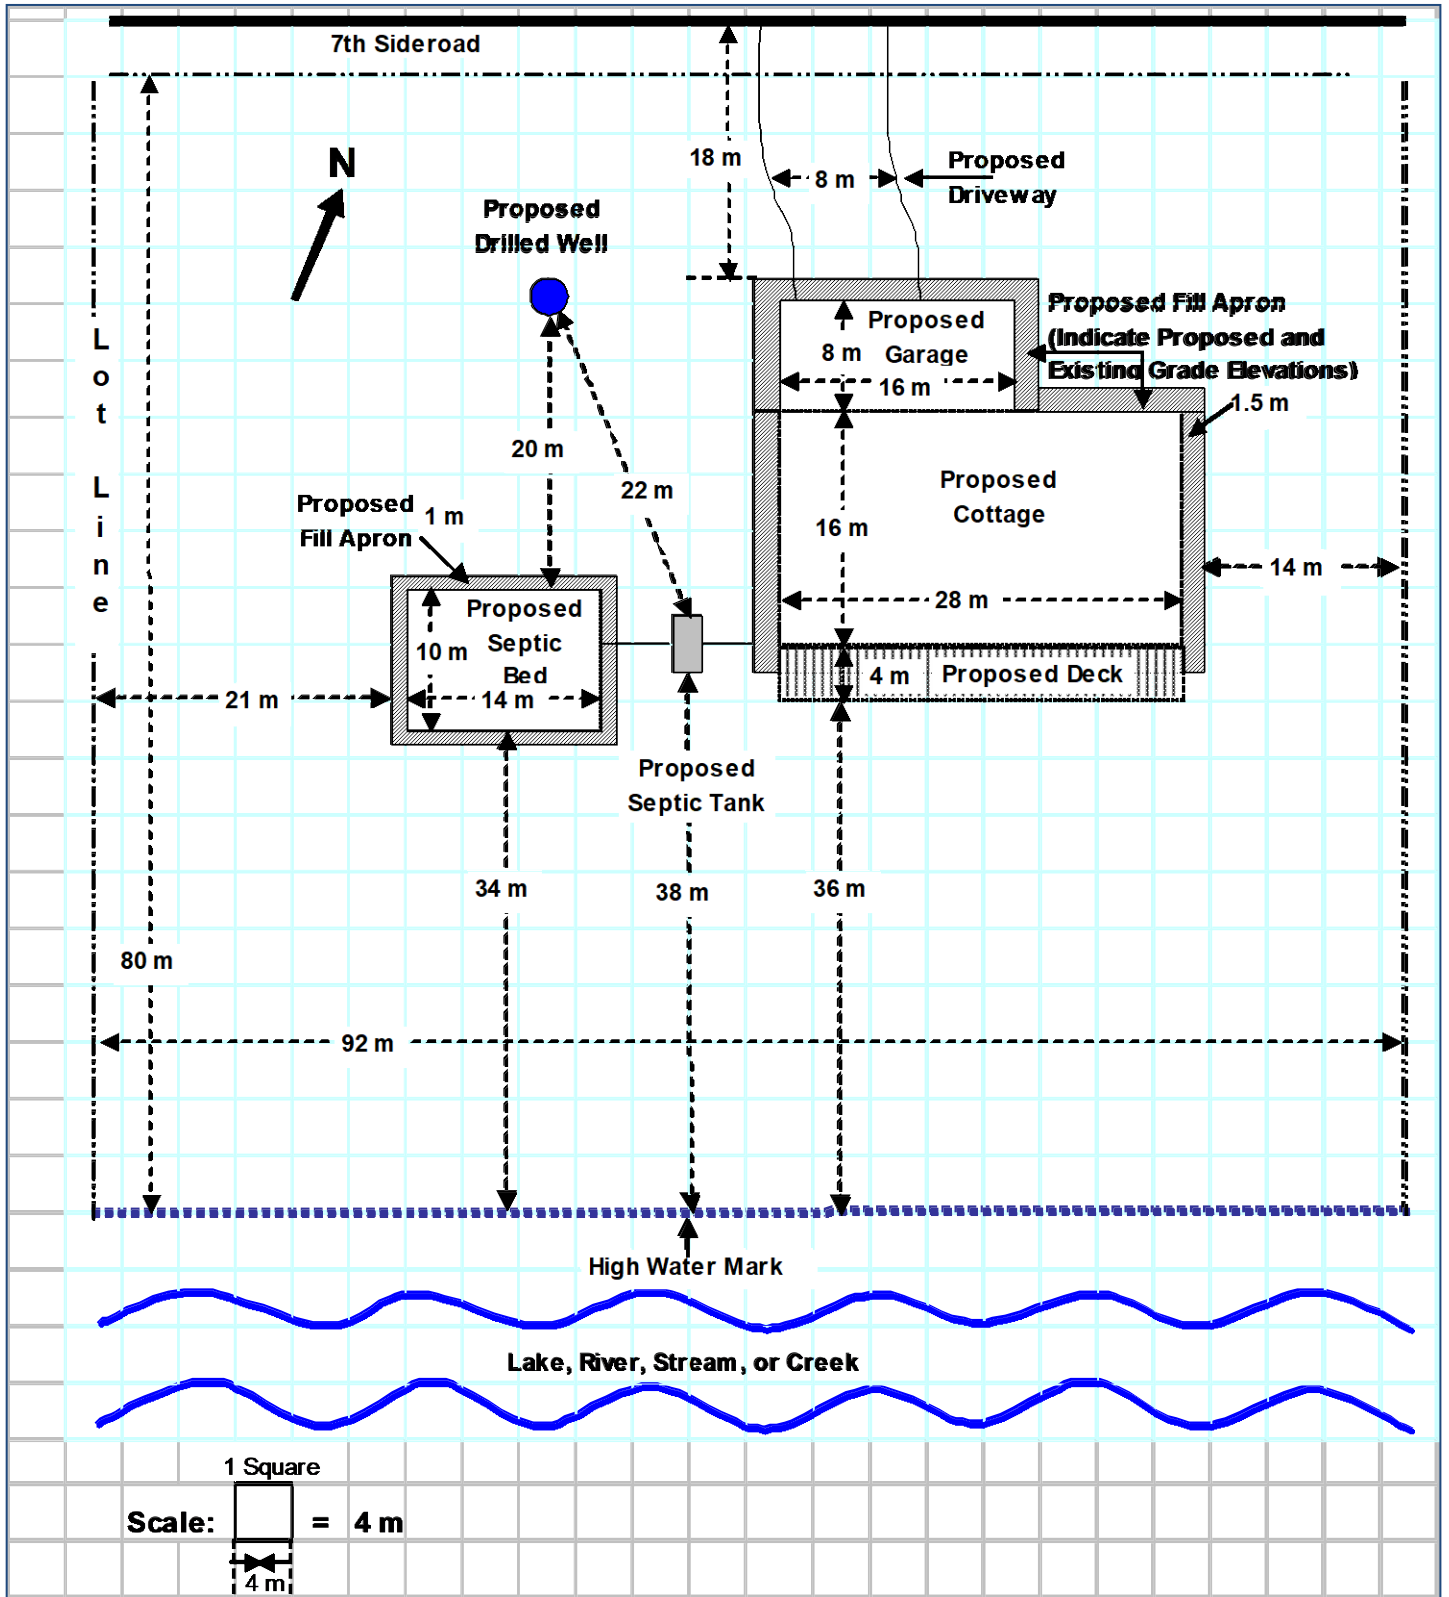 7th Sideroad
18 m
8 m
Proposed
Driveway
N
Proposed
Drilled Well
Proposed Fill Apron
(Indicate Proposed and
Existing Grade Elevations)
1.5 m
Proposed
Garage
8 m
16 m
Lot Line
20 m
22 m
Proposed
Cottage
16 m
28 m
14 m
Proposed
Fill Apron
1 m
Proposed
Septic
Bed
10 m
14 m
21 m
4 m
Proposed Deck
Proposed
Septic Tank
34 m
38 m
36 m
80 m
92 m
High Water Mark
Lake, River, Stream, or Creek
1 Square
Scale: = 4 m
4 m